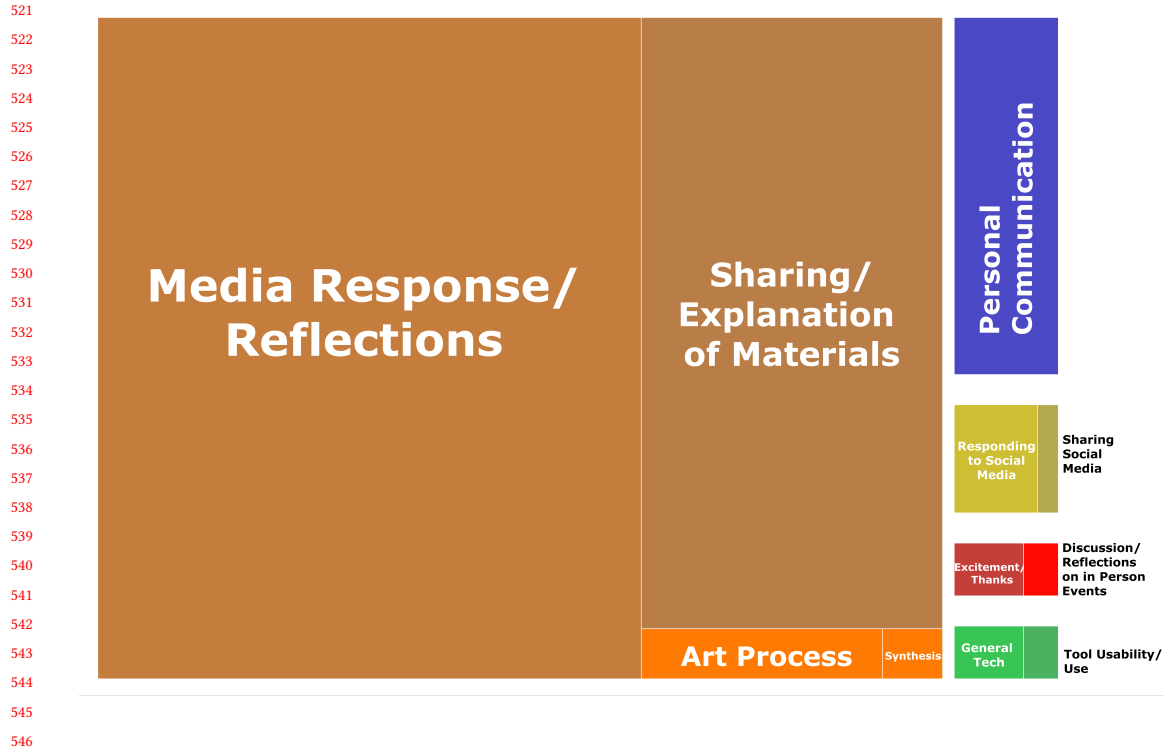 521
522
523
524
525
526
527
528
529
530
531
532
533
534
535
536
537
538
539
540
541
542
543
544
545
546
Media Response/
Reflections
Sharing/
Explanation
of Materials
Art Process
Synthesis
Personal
Communication
Responding
to Social
Media
Sharing
Social
Media
Excitement/
Thanks
Discussion/
Reflections
on in Person
Events
General
Tech
Tool Usability/
Use